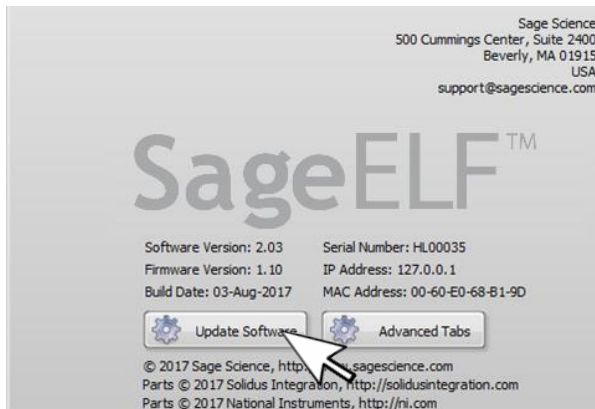 Sage Science
500 Cummings Center, Suite 2400
Beverly, MA 01915
USA
support@sagescience.com
SageELF™
Software Version: 2.03 Serial Number: HL00035
Firmware Version: 1.10 IP Address: 127.0.0.1
Build Date: 03-Aug-2017 MAC Address: 00-60-E0-68-B1-9D
Update Software Advanced Tabs
© 2017 Sage Science, http: .sagescience.com
Parts © 2017 Solidus Integration, http://solidusintegration.com
Parts © 2017 National Instruments, http://ni.com